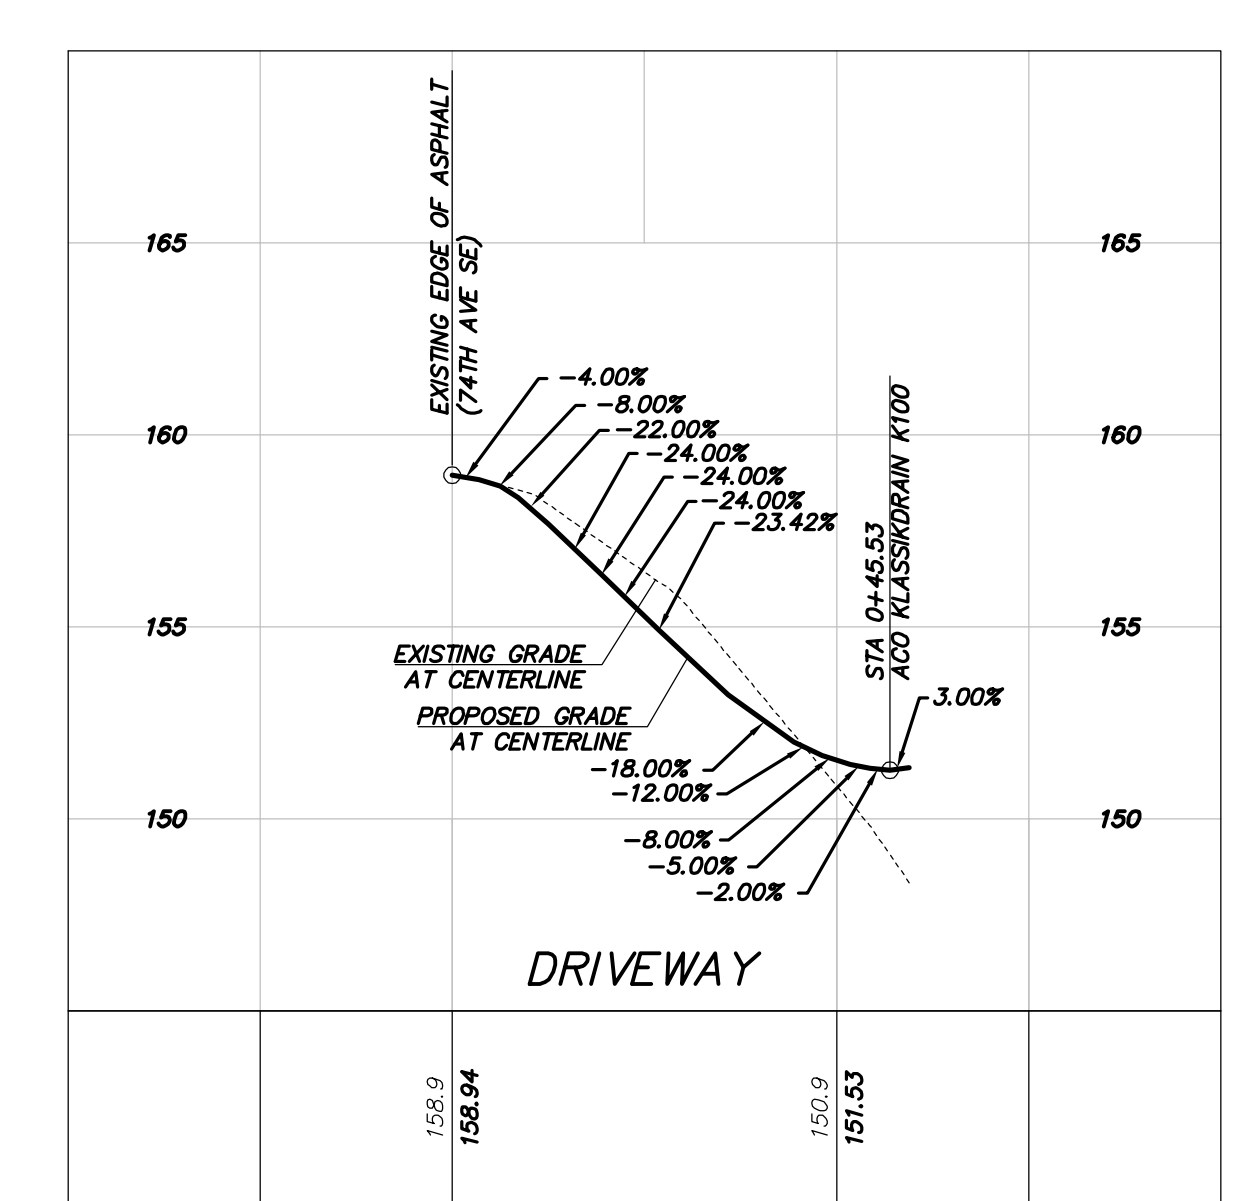 EXISTING EDGE OF ASPHALT
(74TH AVE SE)
165
165
-4.00%
-8.00%
160
-22.00%
160
-24.00%
-24.00%
-24.00%
-23.42%
STA 0+45.53
ACO KLASSIKDRAIN K100
155
155
EXISTING GRADE
AT CENTERLINE
3.00%
PROPOSED GRADE
AT CENTERLINE
-18.00%
-12.00%
150
150
-8.00%
-5.00%
-2.00%
DRIVEWAY
158.9
158.94
150.9
151.53